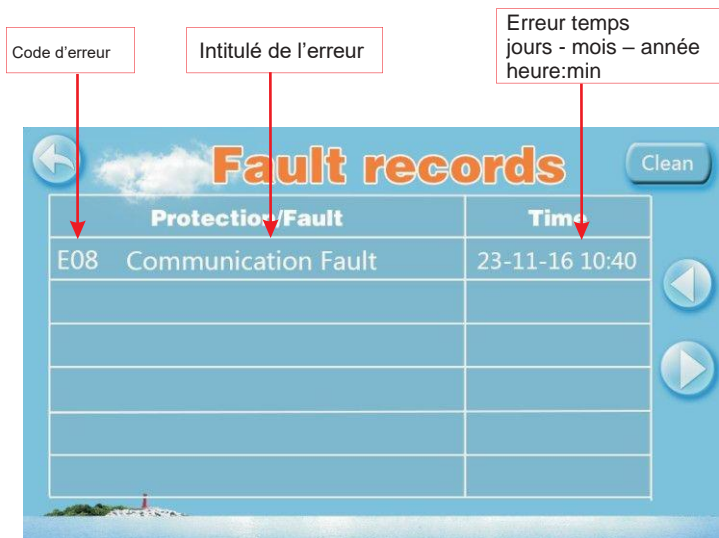 Code d’erreur
Intitulé de l’erreur
Erreur temps
jours - mois – année
heure:min
Fault records
Clean
Protection/Fault
Time
E08 Communication Fault 23-11-16 10:40